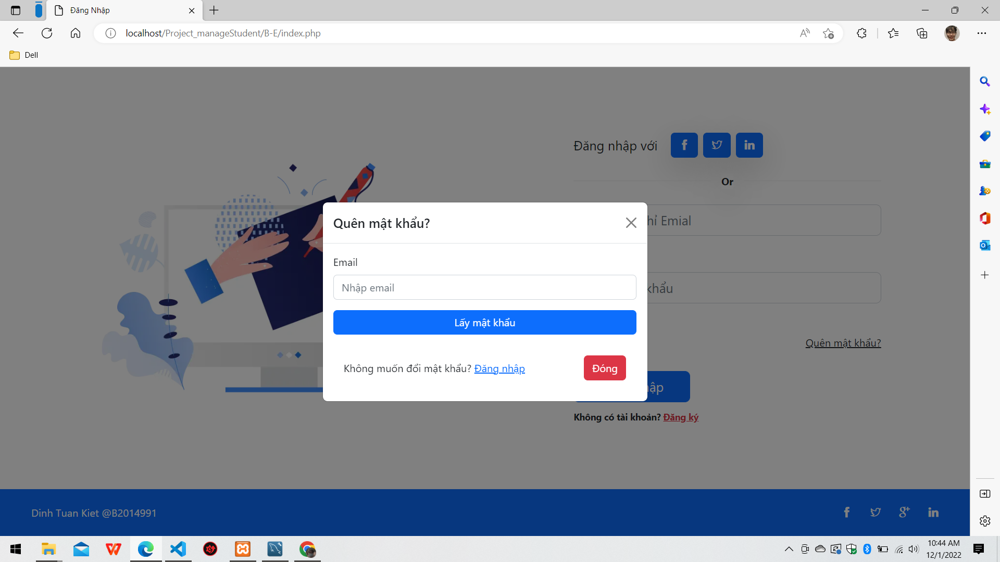 Đăng Nhập
localhost/Project_manageStudent/B-E/index.php
Dell
Đăng nhập với
Or
hỉ Emial
Quên mật khẩu?
Email
Nhập email
khẩu
Lấy mật khẩu
Quên mật khẩu?
Không muốn đổi mật khẩu? Đăng nhập
Đóng
ập
Không có tài khoản? Đăng ký
Dinh Tuan Kiet @B2014991
10:44 AM
12/1/2022